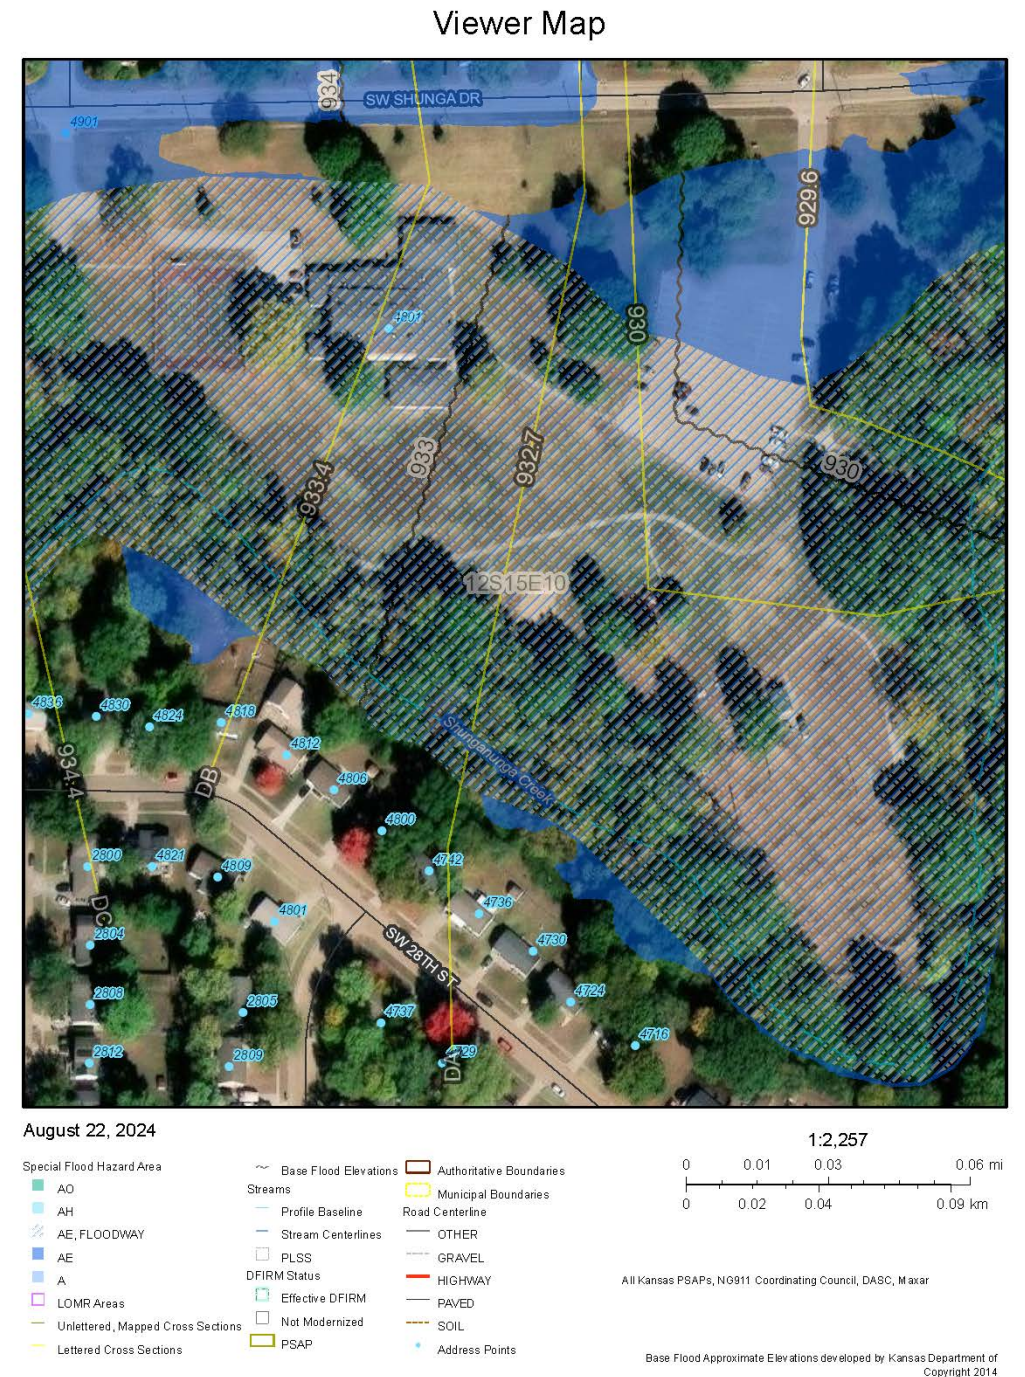 Viewer Map
934
SW SHUNGA DR
4901
929.6
4801
930
933
932.7
933.4
930
12S15E10
4836
4830
4824
4818
4812
4806
934.4
DB
Shunganunga Creek
4800
2800
4821
4809
4742
4801
4736
DC
2804
SW 28TH ST
4730
4724
2808
2805
4737
4716
2812
2809
4729
DA
August 22, 2024
1:2,257
0 0.01 0.03 0.06 mi
0 0.02 0.04 0.09 km
Special Flood Hazard Area
AO
AH
AE, FLOODWAY
AE
A
LOMR Areas
Unlettered, Mapped Cross Sections
Lettered Cross Sections
Base Flood Elevations
Streams
Profile Baseline
Stream Centerlines
PLSS
DFIRM Status
Effective DFIRM
Not Modernized
PSAP
Authoritative Boundaries
Municipal Boundaries
Road Centerline
OTHER
GRAVEL
HIGHWAY
PAVED
SOIL
Address Points
All Kansas PSAPs, NG911 Coordinating Council, DASC, Maxar
Base Flood Approximate Elevations developed by Kansas Department of
Copyright 2014